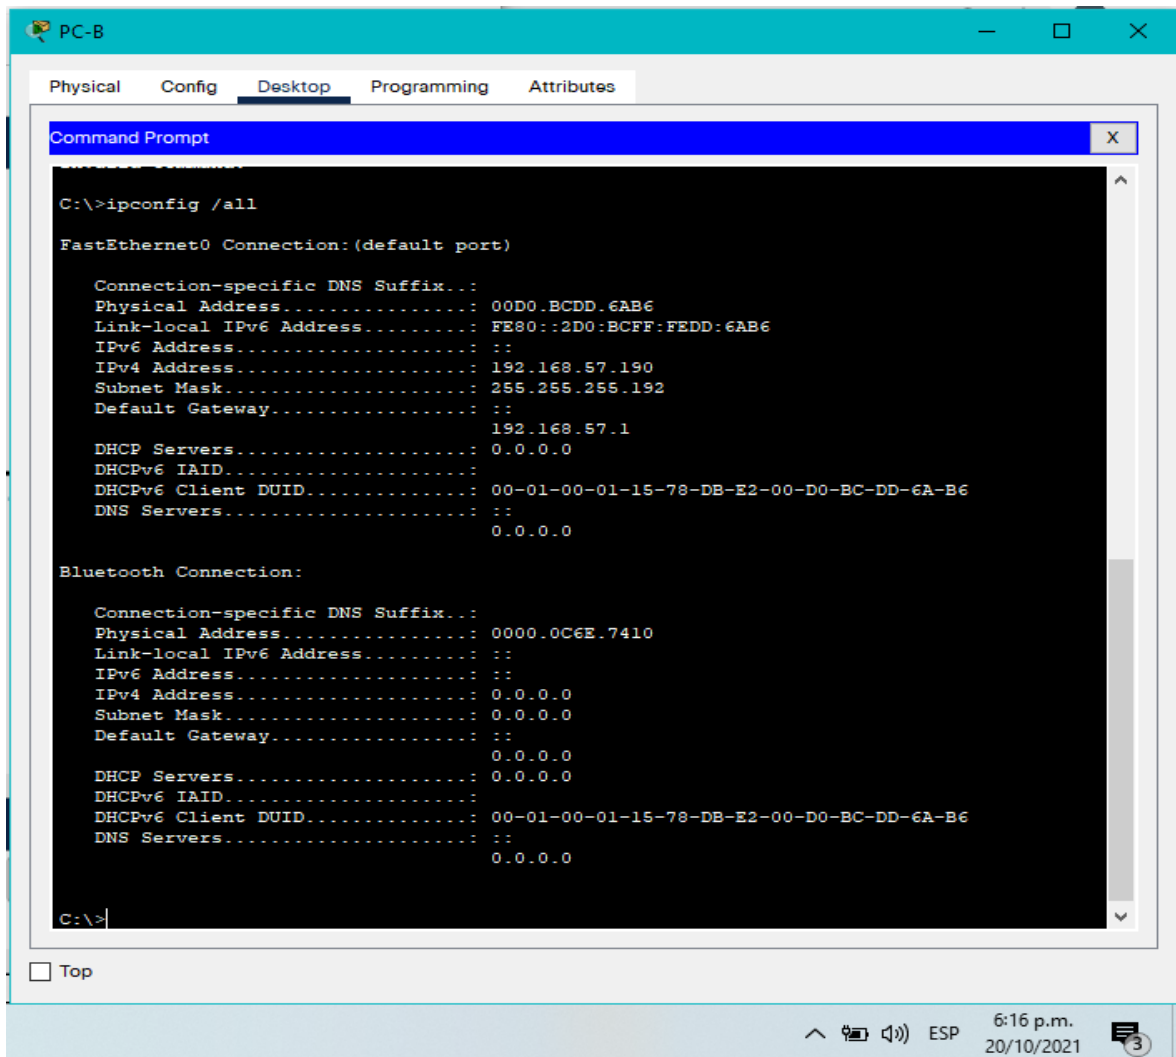 PC-B
Physical Config Desktop Programming Attributes
Command Prompt X
C:\>ipconfig /all
FastEthernet0 Connection:(default port)
Connection-specific DNS Suffix..:
Physical Address................: 00D0.BCDD.6AB6
Link-local IPv6 Address.........: FE80::2D0:BCFF:FEDD:6AB6
IPv6 Address....................: ::
IPv4 Address....................: 192.168.57.190
Subnet Mask.....................: 255.255.255.192
Default Gateway.................: ::
192.168.57.1
DHCP Servers....................: 0.0.0.0
DHCPv6 IAID.....................:
DHCPv6 Client DUID..............: 00-01-00-01-15-78-DB-E2-00-D0-BC-DD-6A-B6
DNS Servers.....................: ::
0.0.0.0
Bluetooth Connection:
Connection-specific DNS Suffix..:
Physical Address................: 0000.0C6E.7410
Link-local IPv6 Address.........: ::
IPv6 Address....................: ::
IPv4 Address....................: 0.0.0.0
Subnet Mask.....................: 0.0.0.0
Default Gateway.................: ::
0.0.0.0
DHCP Servers....................: 0.0.0.0
DHCPv6 IAID.....................:
DHCPv6 Client DUID..............: 00-01-00-01-15-78-DB-E2-00-D0-BC-DD-6A-B6
DNS Servers.....................: ::
0.0.0.0
C:\>
Top
ESP 6:16 p.m.
20/10/2021 3